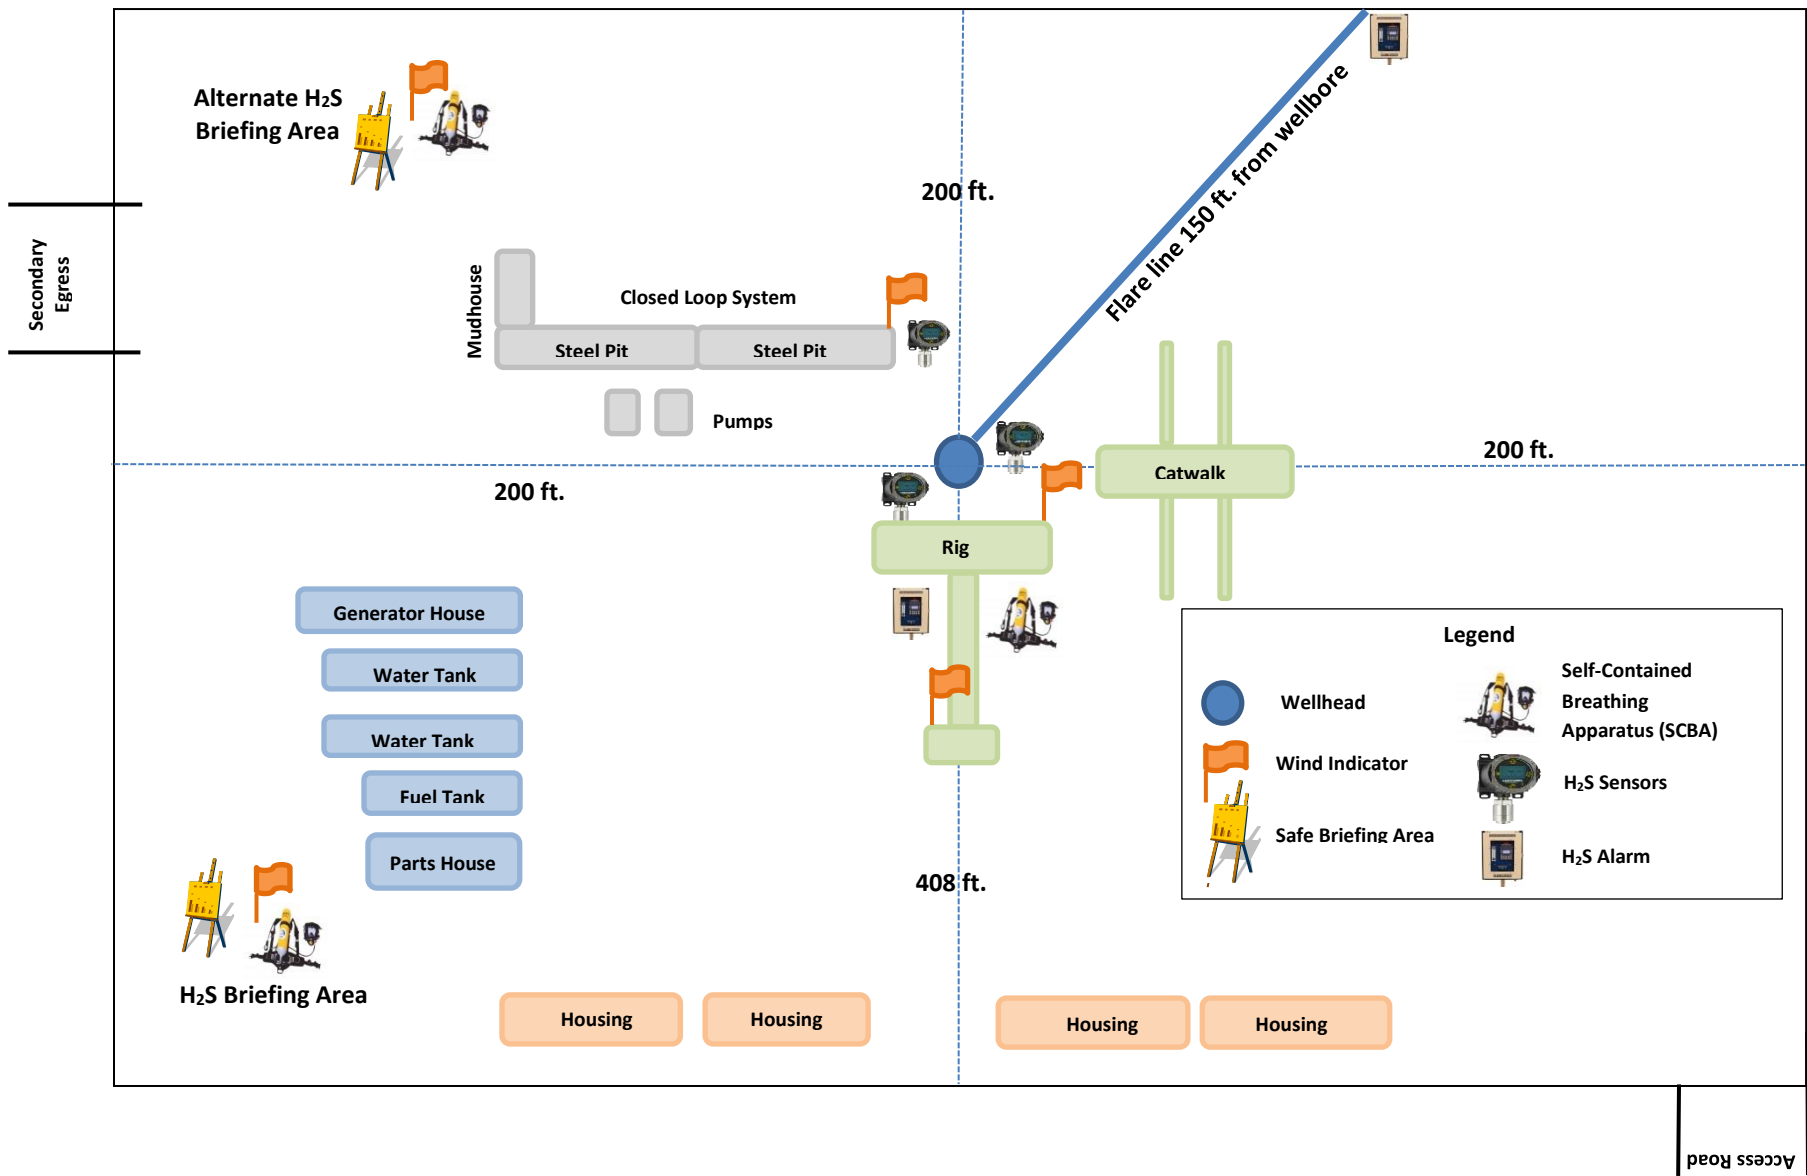 Alternate H₂S
Briefing Area
200 ft.
Flare line 150 ft. from wellbore
Secondary
Egress
Mudhouse
Closed Loop System
Steel Pit
Steel Pit
Pumps
200 ft.
Catwalk
200 ft.
Rig
Generator House
Water Tank
Water Tank
Fuel Tank
Parts House
408 ft.
H₂S Briefing Area
Housing
Housing
Housing
Housing
Legend
Wellhead
Wind Indicator
Safe Briefing Area
Self-Contained
Breathing
Apparatus (SCBA)
H₂S Sensors
H₂S Alarm
Access Road